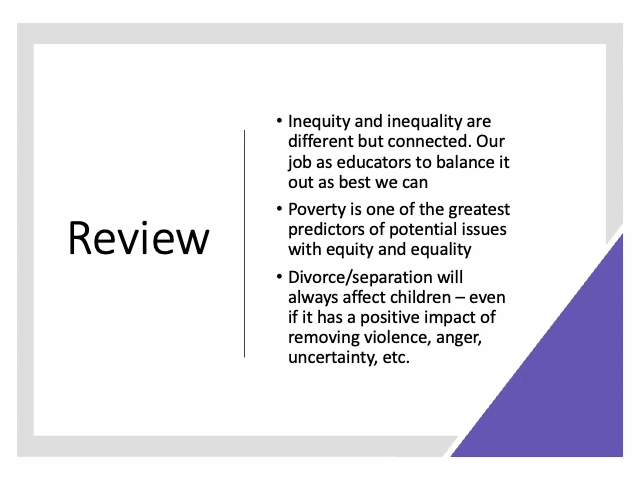 Review
• Inequity and inequality are
different but connected. Our
job as educators to balance it
out as best we can
• Poverty is one of the greatest
predictors of potential issues
with equity and equality
• Divorce/separation will
always affect children – even
if it has a positive impact of
removing violence, anger,
uncertainty, etc.